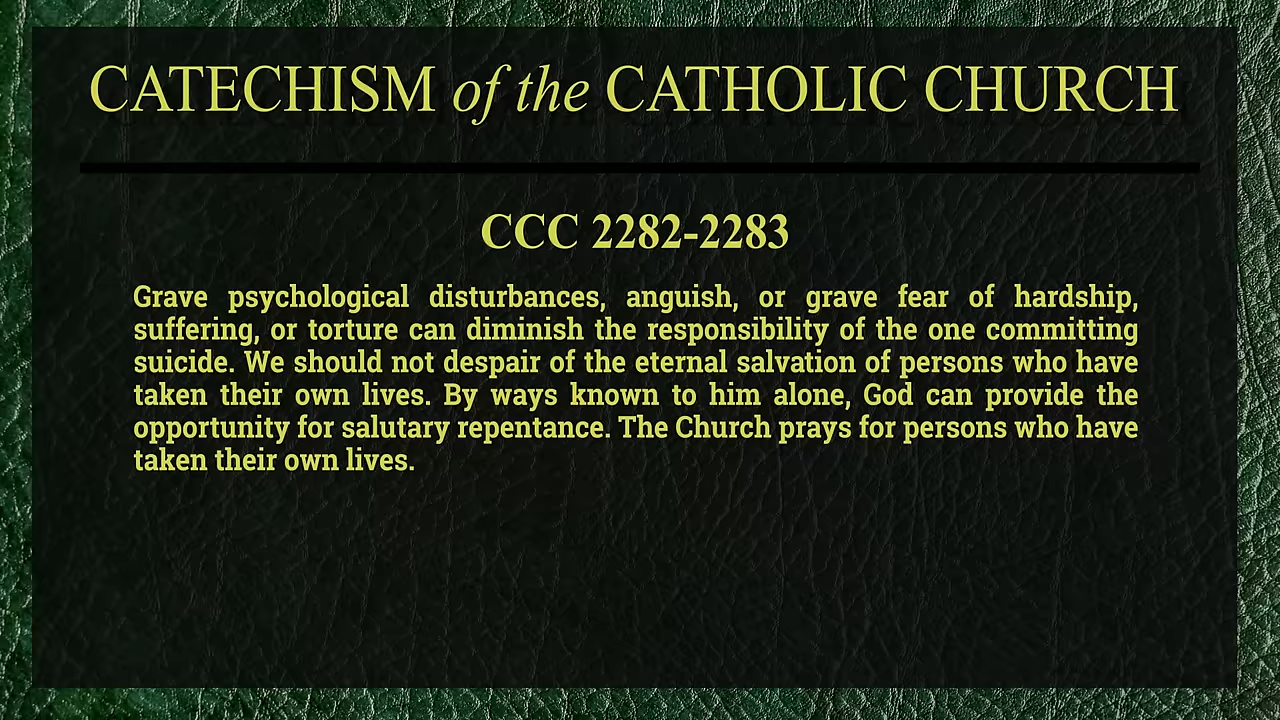 CATECHISM of the CATHOLIC CHURCH
CCC 2282-2283
Grave psychological disturbances, anguish, or grave fear of hardship,
suffering, or torture can diminish the responsibility of the one committing
suicide. We should not despair of the eternal salvation of persons who have
taken their own lives. By ways known to him alone, God can provide the
opportunity for salutary repentance. The Church prays for persons who have
taken their own lives.